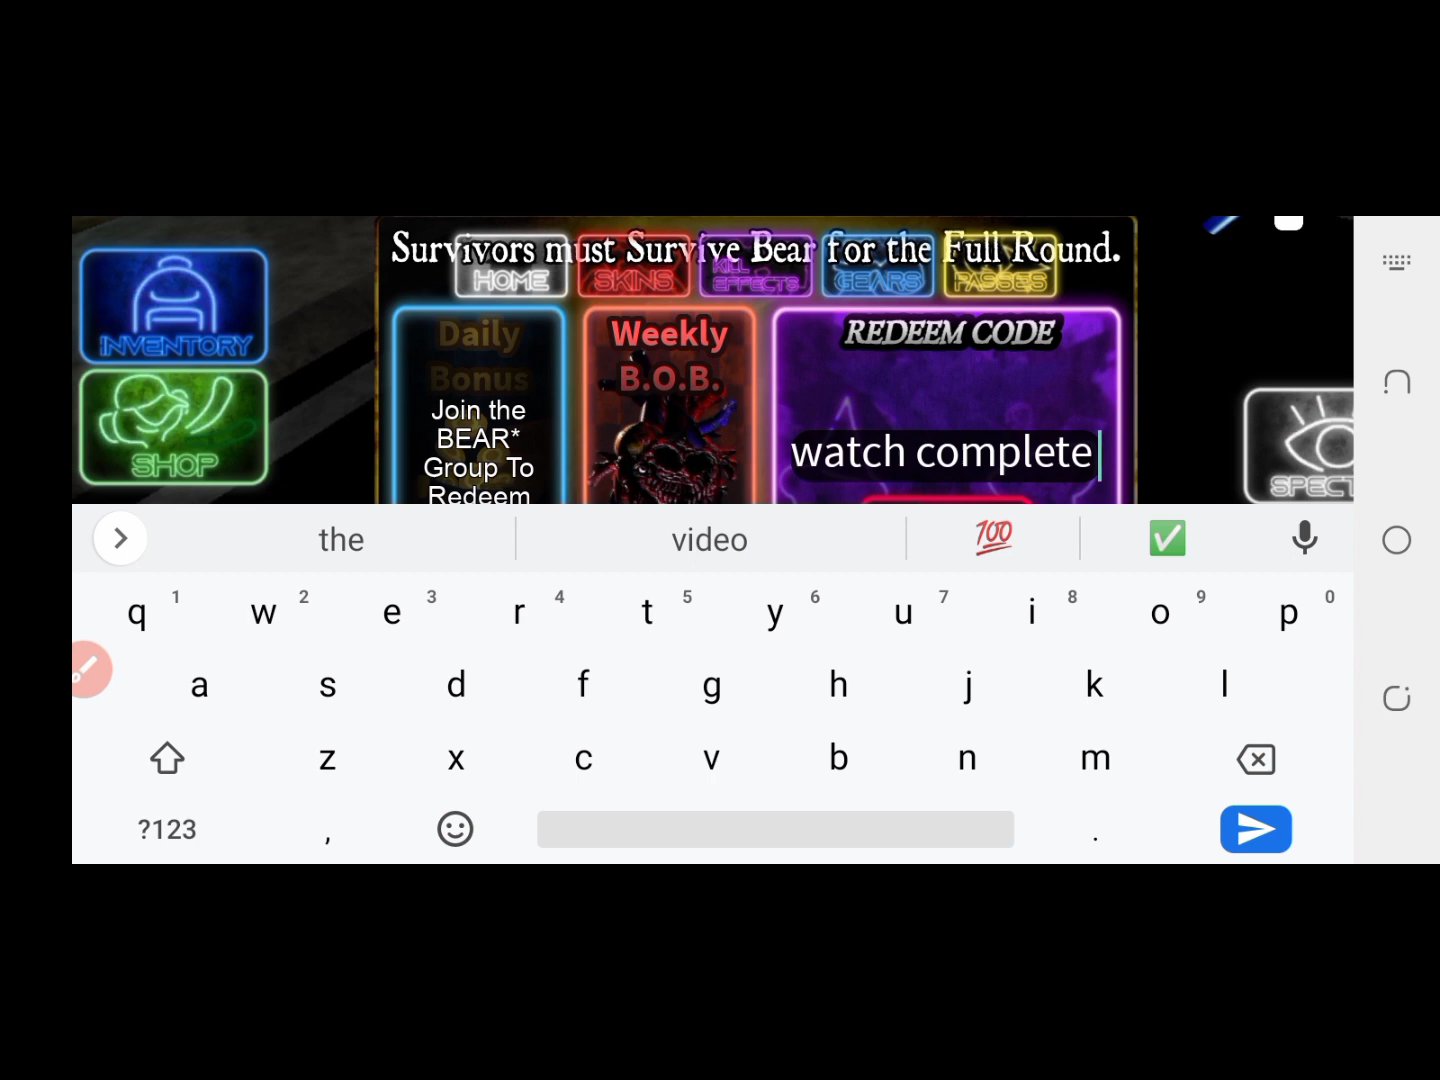 Survivors must Survive Bear for the Full Round.
HOME
SKINS
KILL
EFFECTS
GEARS
PASSES
INVENTORY
SHOP
Daily
Bonus
Join the
BEAR*
Group To
Redeem
Weekly
B.O.B.
REDEEM CODE
watch complete
SPECT
the video 💯 ✅
q 1 w 2 e 3 r 4 t 5 y 6 u 7 i 8 o 9 p 0
a s d f g h j k l
z x c v b n m
?123 , .